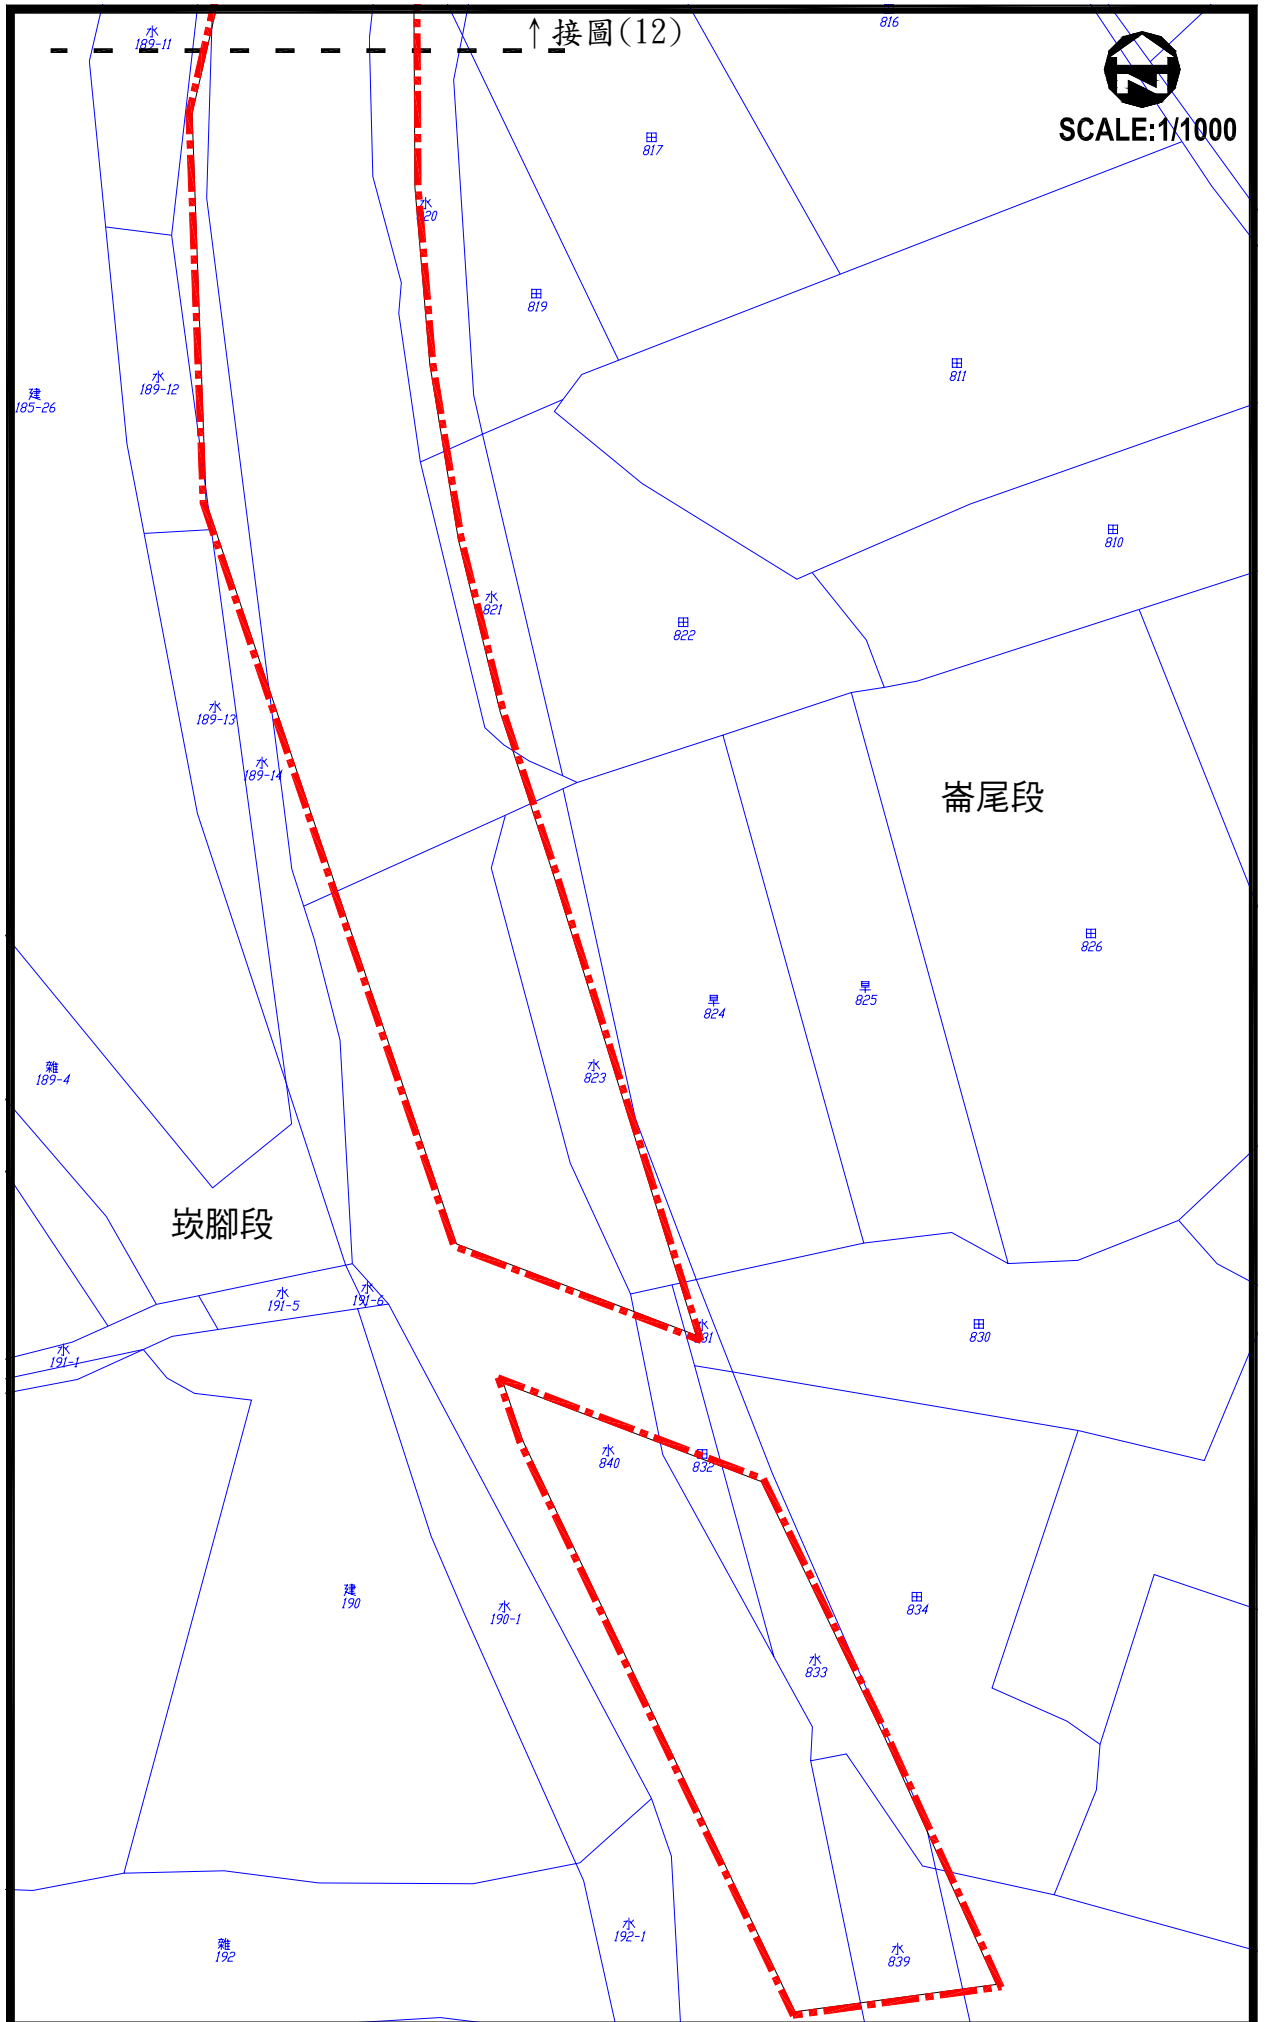 ↑接圖(12)
田
816
水
189-11
SCALE:1/1000
田
817
水
820
田
819
田
811
水
189-12
建
185-26
田
810
水
821
田
822
水
189-13
水
189-14
崙尾段
田
826
旱
825
旱
824
水
823
雜
189-4
崁腳段
水
191-5
水
191-6
水
831
田
830
水
191-1
水
840
田
832
建
190
水
190-1
田
834
水
833
水
192-1
雜
192
水
839